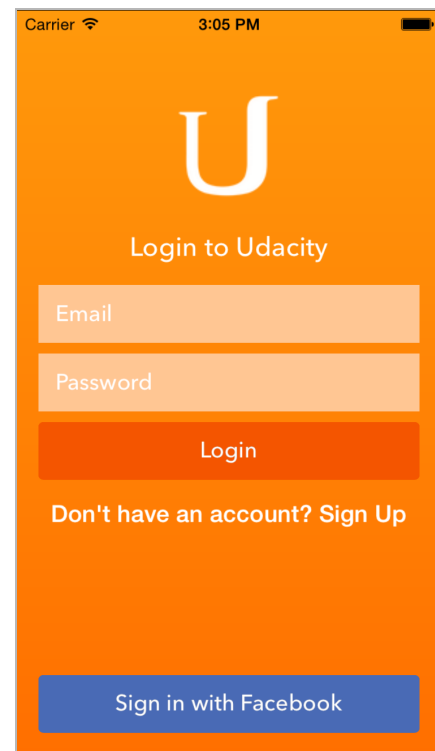 Carrier 3:05 PM
U
Login to Udacity
Email
Password
Login
Don't have an account? Sign Up
Sign in with Facebook